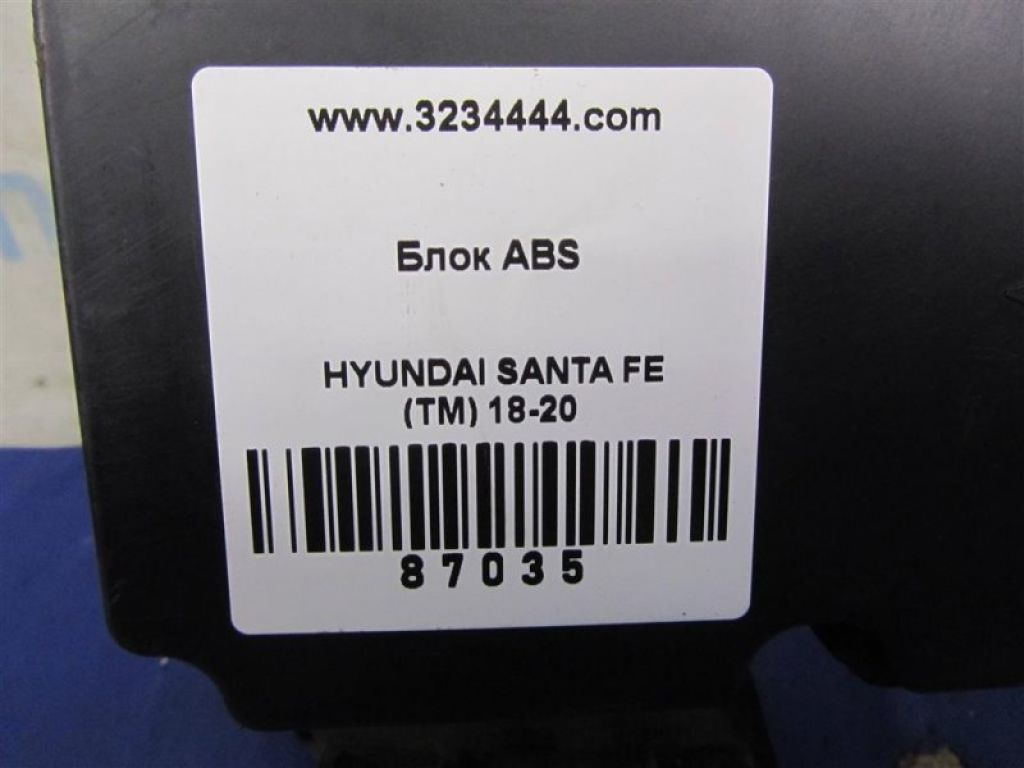 www.3234444.com
Блок ABS
HYUNDAI SANTA FE
(TM) 18-20
87035